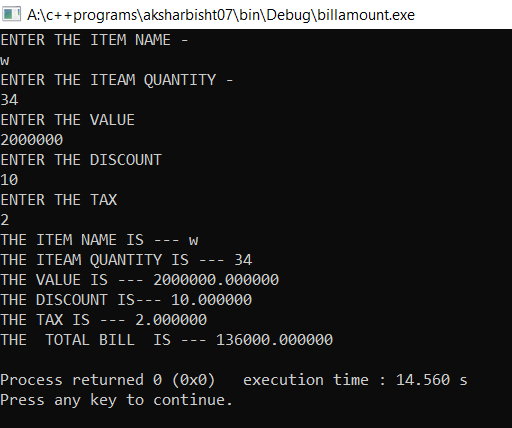 A:\c++programs\aksharbisht07\bin\Debug\billamount.exe
ENTER THE ITEM NAME -
w
ENTER THE ITEAM QUANTITY -
34
ENTER THE VALUE
2000000
ENTER THE DISCOUNT
10
ENTER THE TAX
2
THE ITEM NAME IS --- w
THE ITEAM QUANTITY IS --- 34
THE VALUE IS --- 2000000.000000
THE DISCOUNT IS--- 10.000000
THE TAX IS --- 2.000000
THE  TOTAL BILL  IS --- 136000.000000
Process returned 0 (0x0)   execution time : 14.560 s
Press any key to continue.